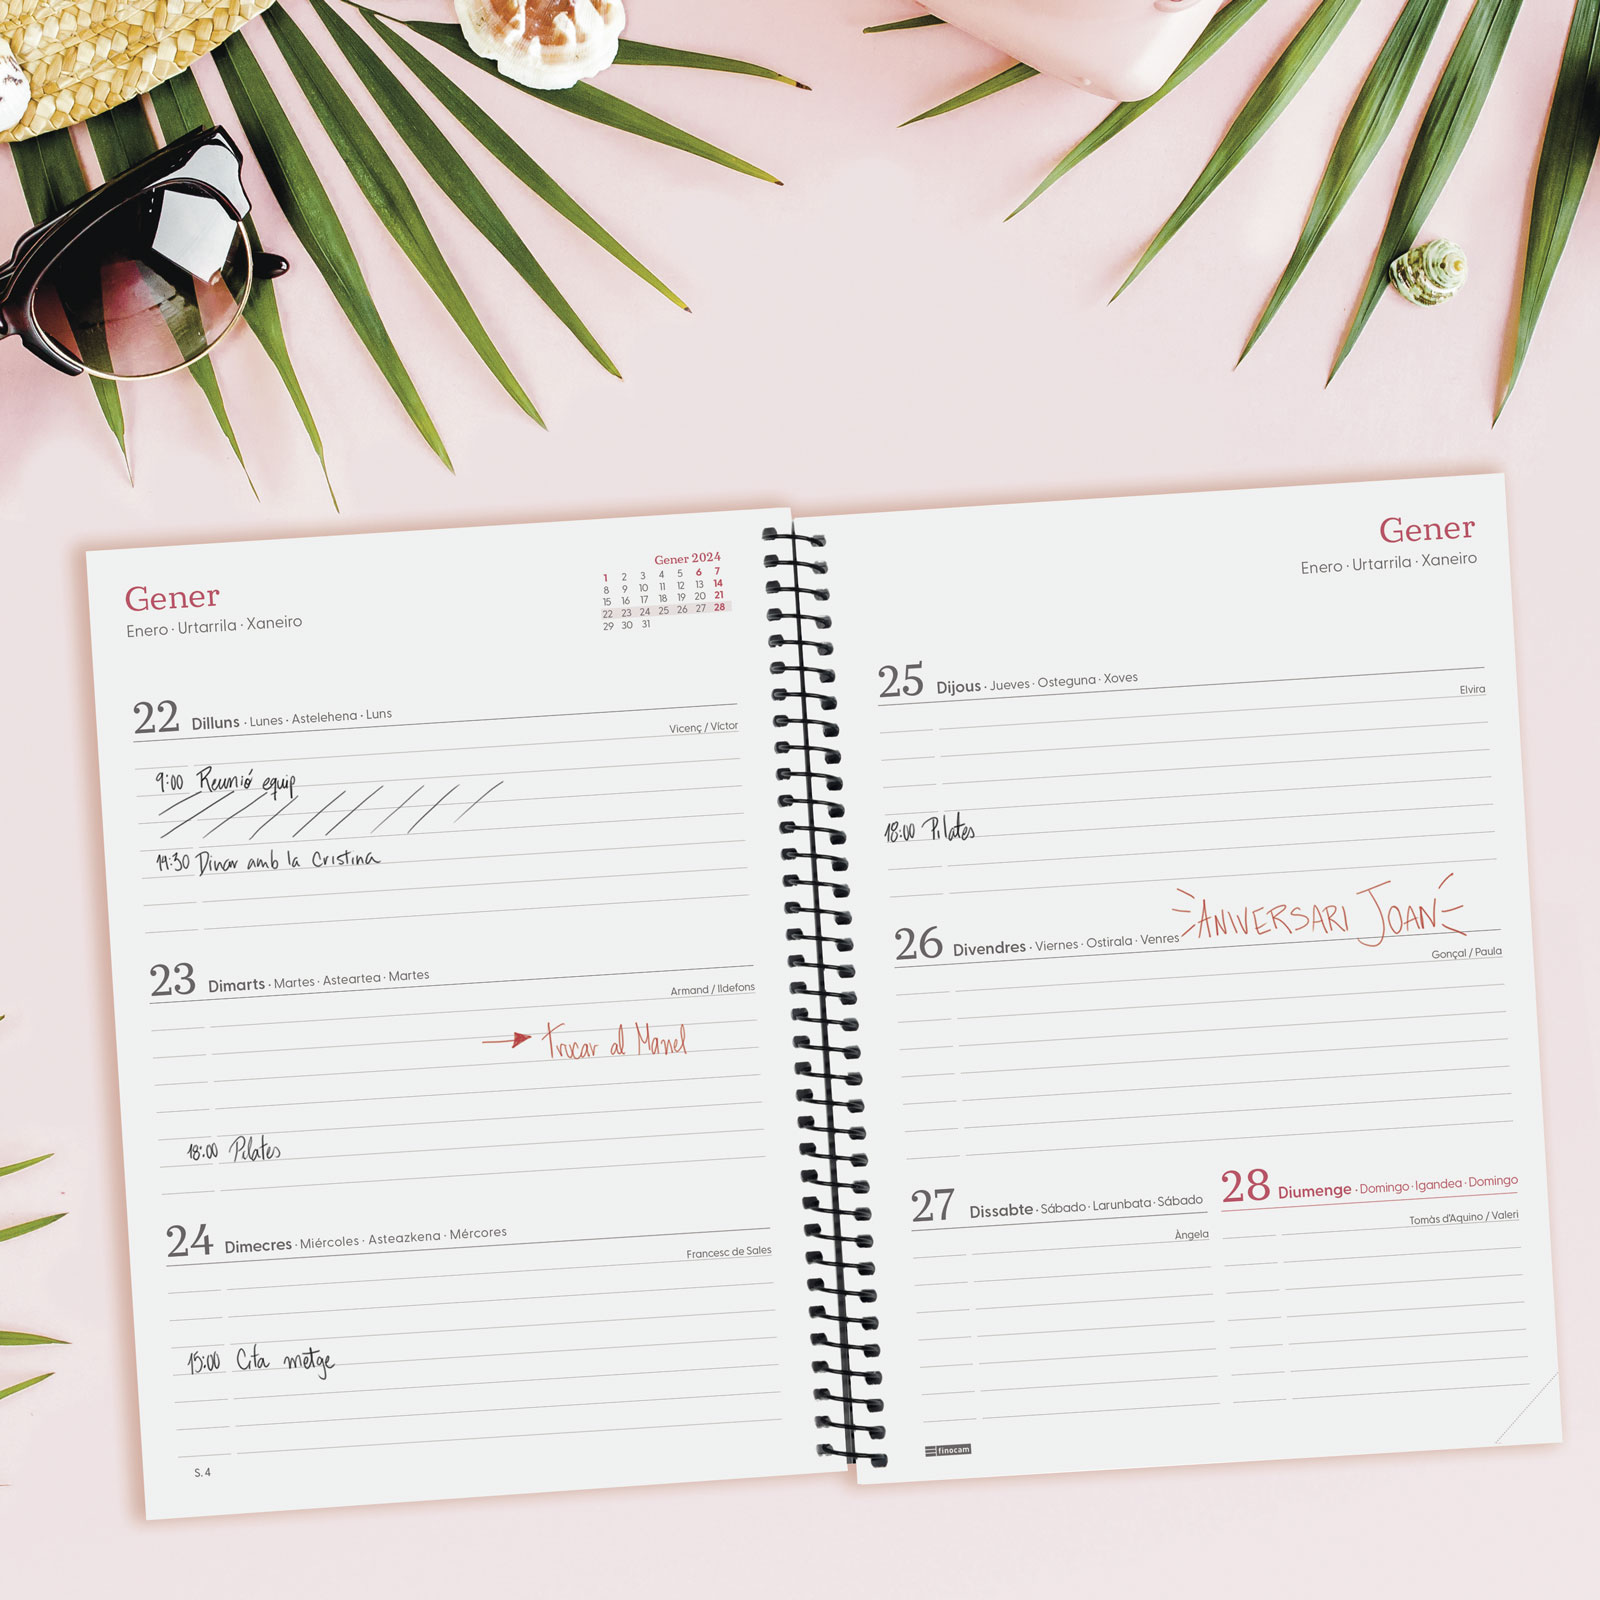 Gener
Enero · Urtarrila · Xaneiro
Gener 2024
1 2 3 4 5 6 7
8 9 10 11 12 13 14
15 16 17 18 19 20 21
22 23 24 25 26 27 28
29 30 31
22 Dilluns · Lunes · Astelehena · Luns
Vicenç / Víctor
9:00 Reunió equip
14:30 Dinar amb la Cristina
23 Dimarts · Martes · Asteartea · Martes
Armand / Ildefons
Trucar al Manel
18:00 Pilates
24 Dimecres · Miércoles · Asteazkena · Mércores
Francesc de Sales
15:00 Cita metge
S. 4
Gener
Enero · Urtarrila · Xaneiro
25 Dijous · Jueves · Osteguna · Xoves
Elvira
18:00 Pilates
ANIVERSARI JOAN
26 Divendres · Viernes · Ostirala · Venres
Gonçal / Paula
27 Dissabte · Sábado · Larunbata · Sábado
Àngela
28 Diumenge · Domingo · Igandea · Domingo
Tomàs d'Aquino / Valeri
finocam